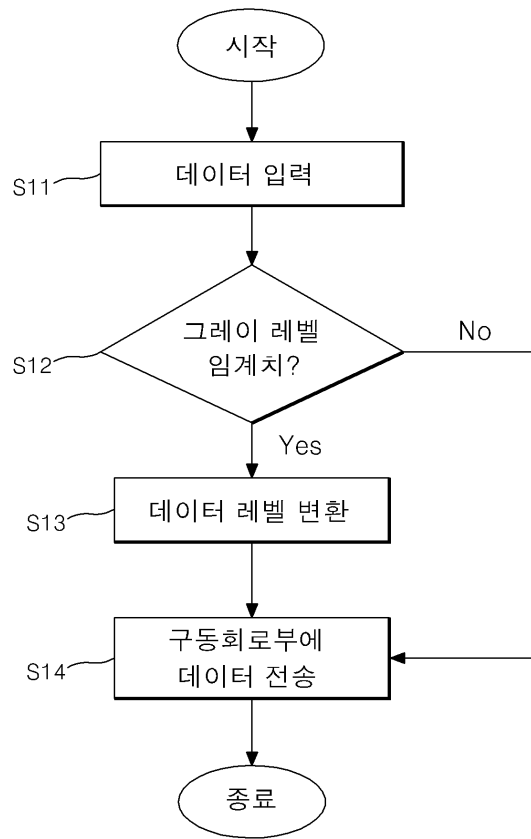 시작
S11
데이터 입력
S12
그레이 레벨
임계치?
No
Yes
S13
데이터 레벨 변환
S14
구동회로부에
데이터 전송
종료